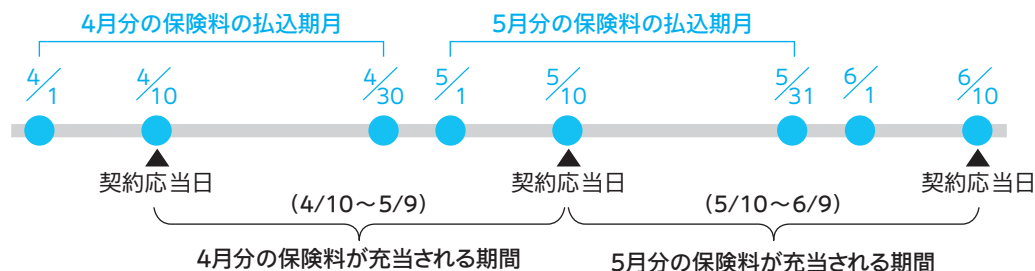 4月分の保険料の払込期月
5月分の保険料の払込期月
4/1
4/10
4/30
5/1
5/10
5/31
6/1
6/10
契約応当日
契約応当日
契約応当日
（4/10～5/9）
（5/10～6/9）
4月分の保険料が充当される期間
5月分の保険料が充当される期間